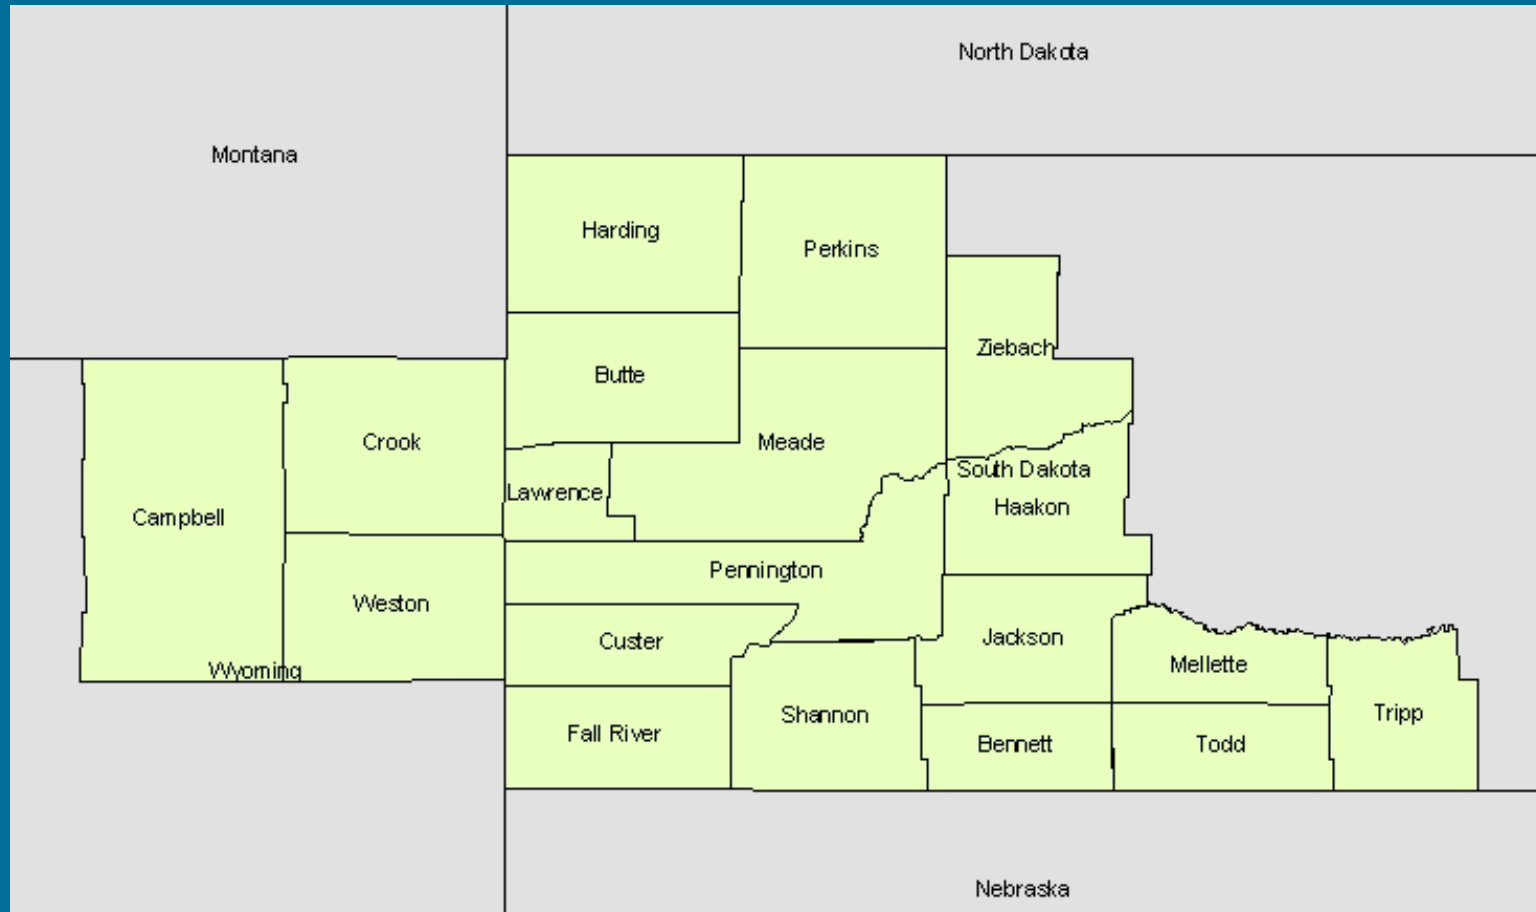 North Dakota
Montana
Harding
Perkins
Ziebach
Butte
Crook
Meade
South Dakota
Lawrence
Haakon
Campbell
Pennington
Weston
Custer
Jackson
Mellette
Wyoming
Shannon
Tripp
Fall River
Bennett
Todd
Nebraska